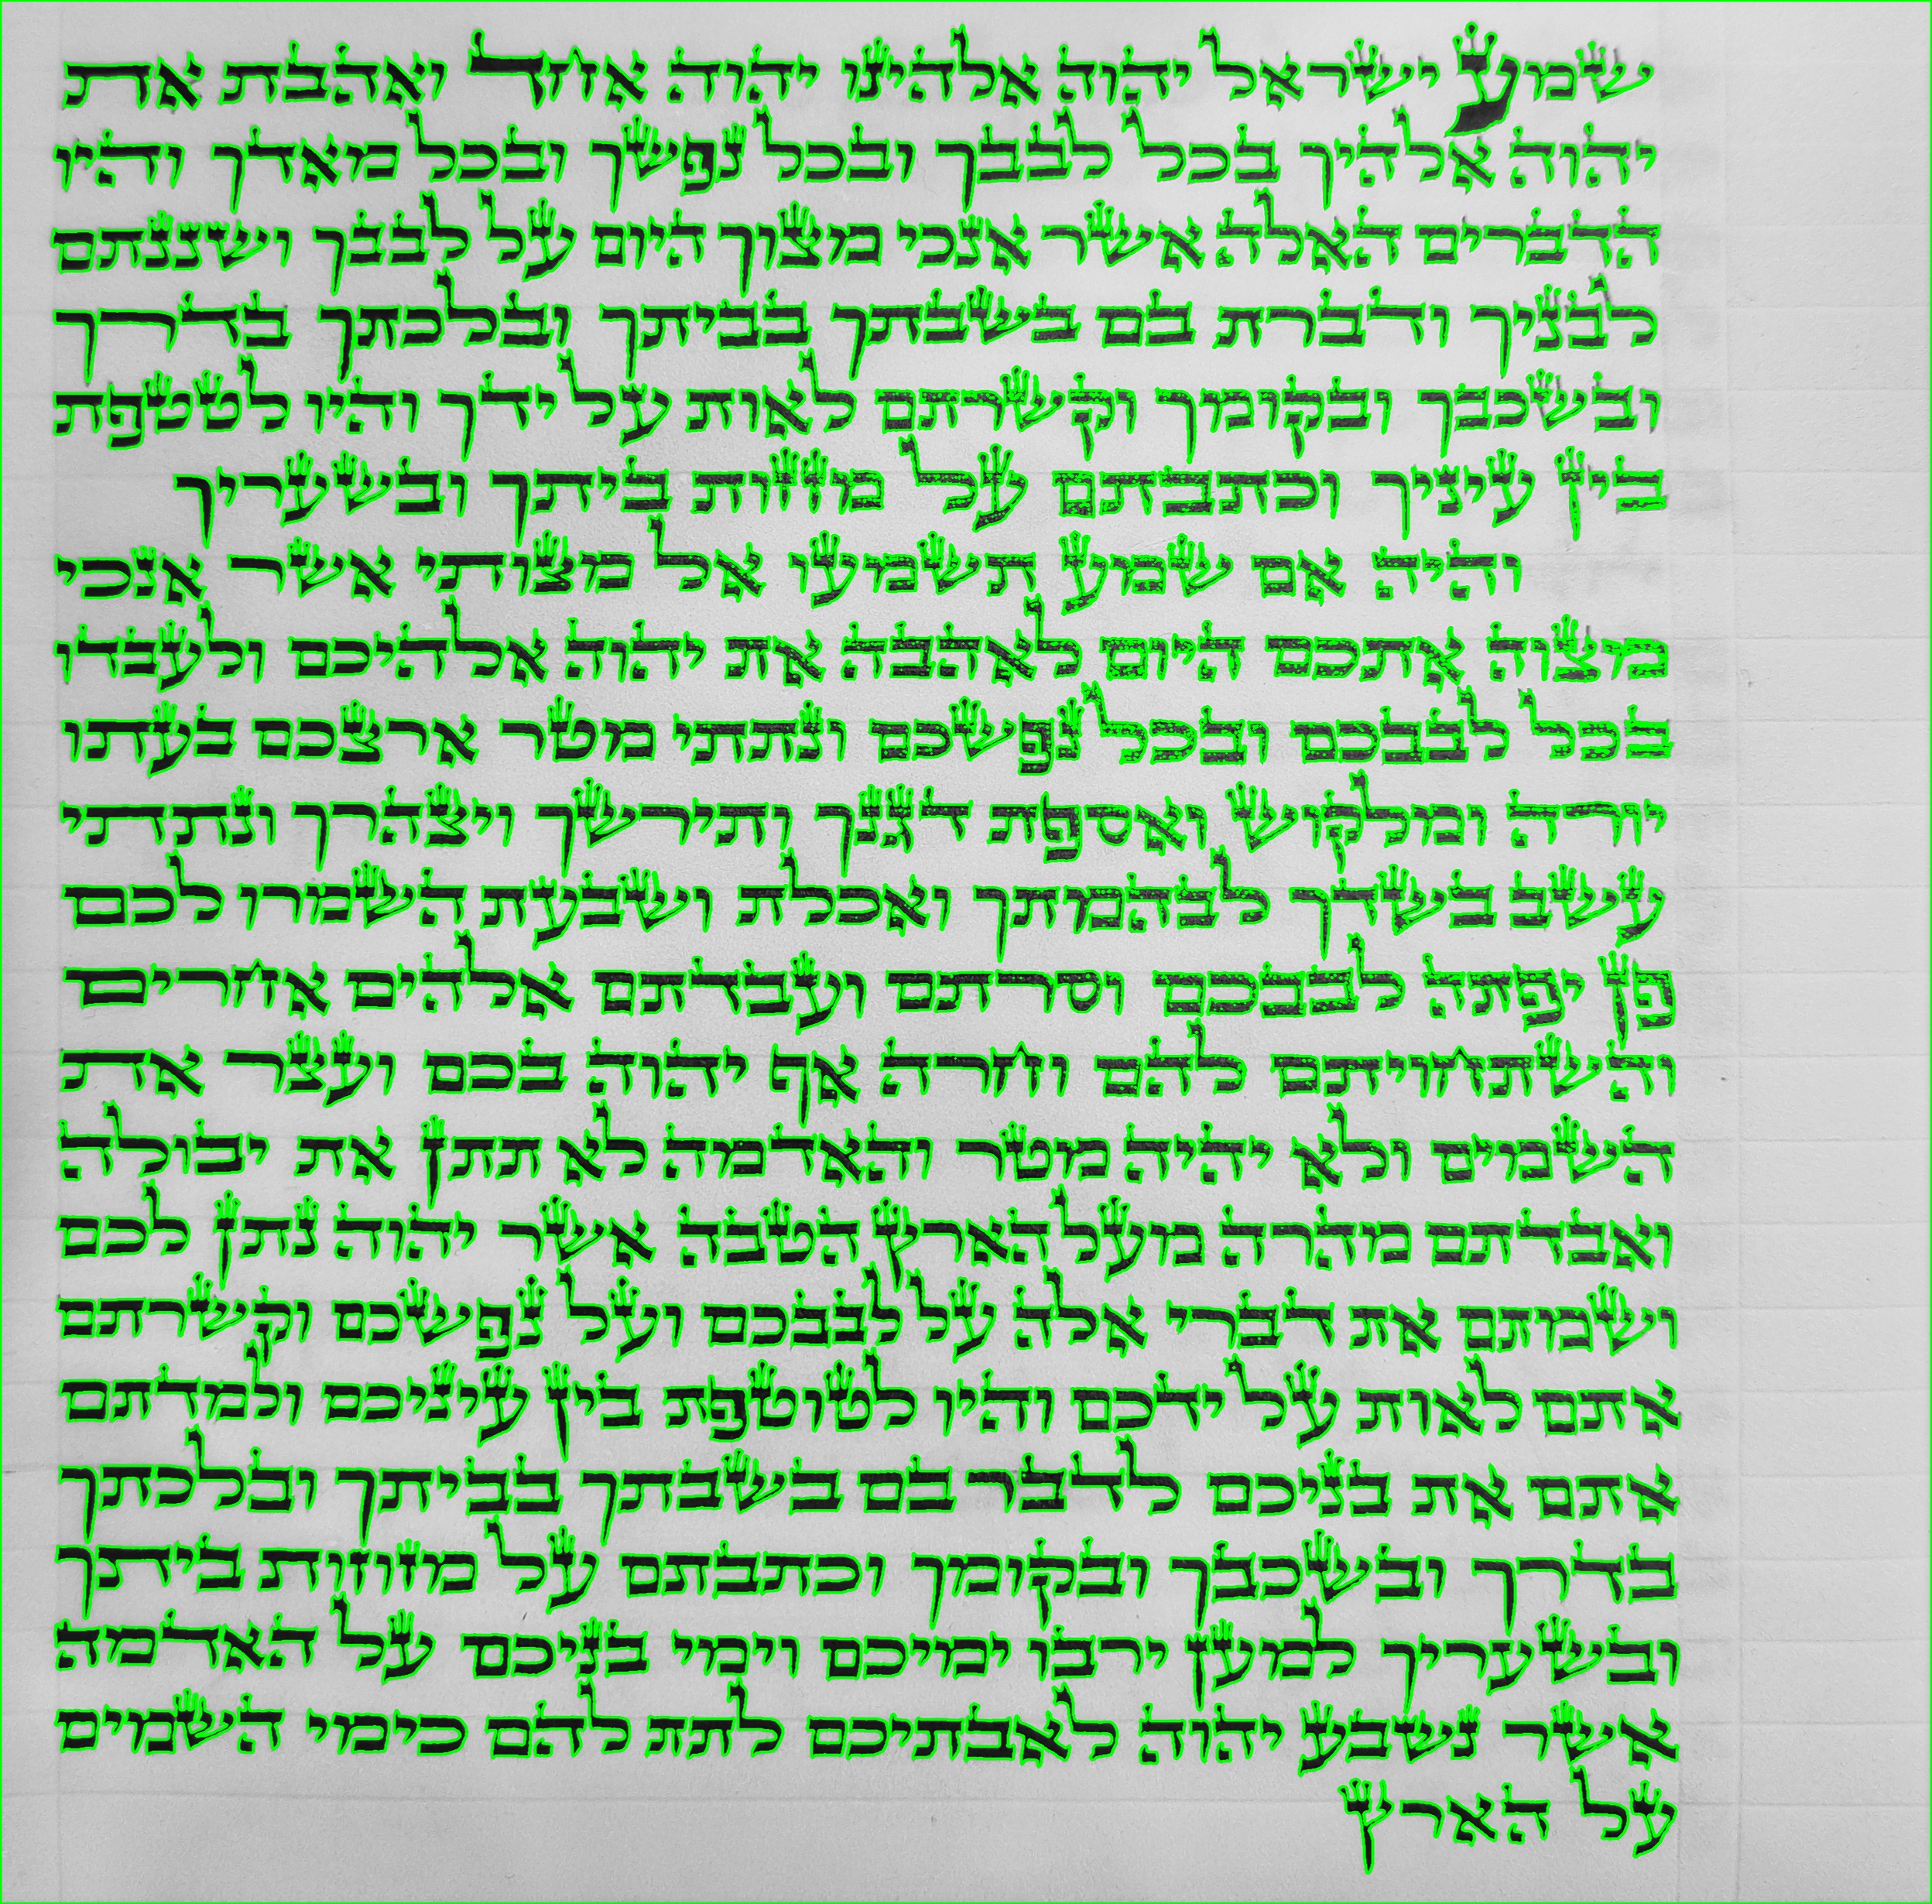 שמע ישראל יהוה אלהינו יהוה אחד ואהבת את
יהוה אלהיך בכל לבבך ובכל נפשך ובכל מאדך והיו
הדברים האלה אשר אנכי מצוך היום על לבבך ושננתם
לבניך ודברת בם בשבתך בביתך ובלכתך בדרך
ובשכבך ובקומך וקשרתם לאות על ידך והיו לטטפת
בין עיניך וכתבתם על מזזות ביתך ובשעריך
והיה אם שמע תשמעו אל מצותי אשר אנכי
מצוה אתכם היום לאהבה את יהוה אלהיכם ולעבדו
בכל לבבכם ובכל נפשכם ונתתי מטר ארצכם בעתו
יורה ומלקוש ואספת דגנך ותירשך ויצהרך ונתתי
עשב בשדך לבהמתך ואכלת ושבעת השמרו לכם
פן יפתה לבבכם וסרתם ועבדתם אלהים אחרים
והשתחויתם להם וחרה אף יהוה בכם ועצר את
השמים ולא יהיה מטר והאדמה לא תתן את יבולה
ואבדתם מהרה מעל הארץ הטבה אשר יהוה נתן לכם
ושמתם את דברי אלה על לבבכם ועל נפשכם וקשרתם
אתם לאות על ידכם והיו לטוטפת בין עיניכם ולמדתם
אתם את בניכם לדבר בם בשבתך בביתך ובלכתך
בדרך ובשכבך ובקומך וכתבתם על מזוזות ביתך
ובשעריך למען ירבו ימיכם וימי בניכם על האדמה
אשר נשבע יהוה לאבתיכם לתת להם כימי השמים
על הארץ